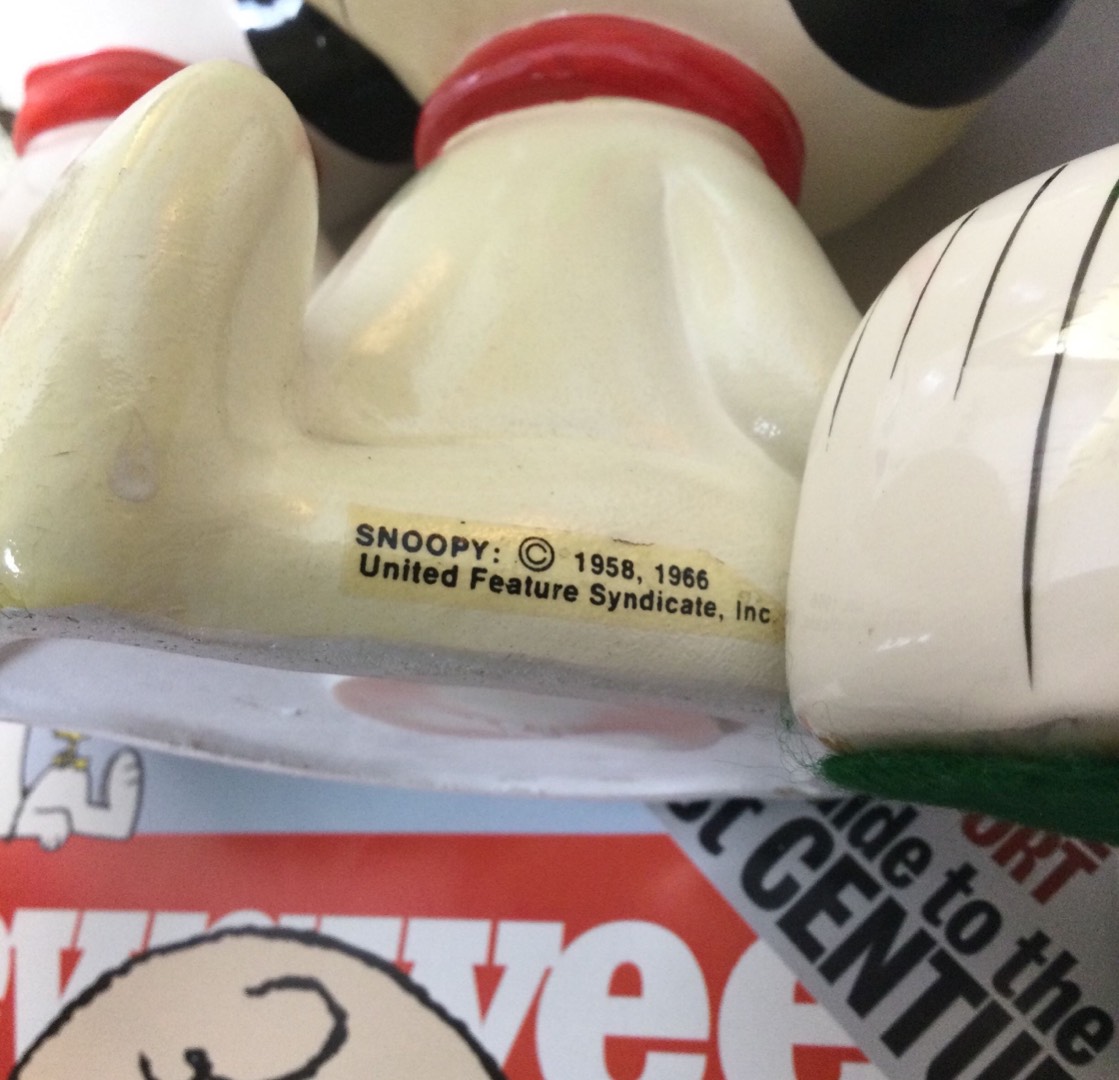 SNOOPY: © 1958, 1966
United Feature Syndicate, Inc.
ide to the
CENTU